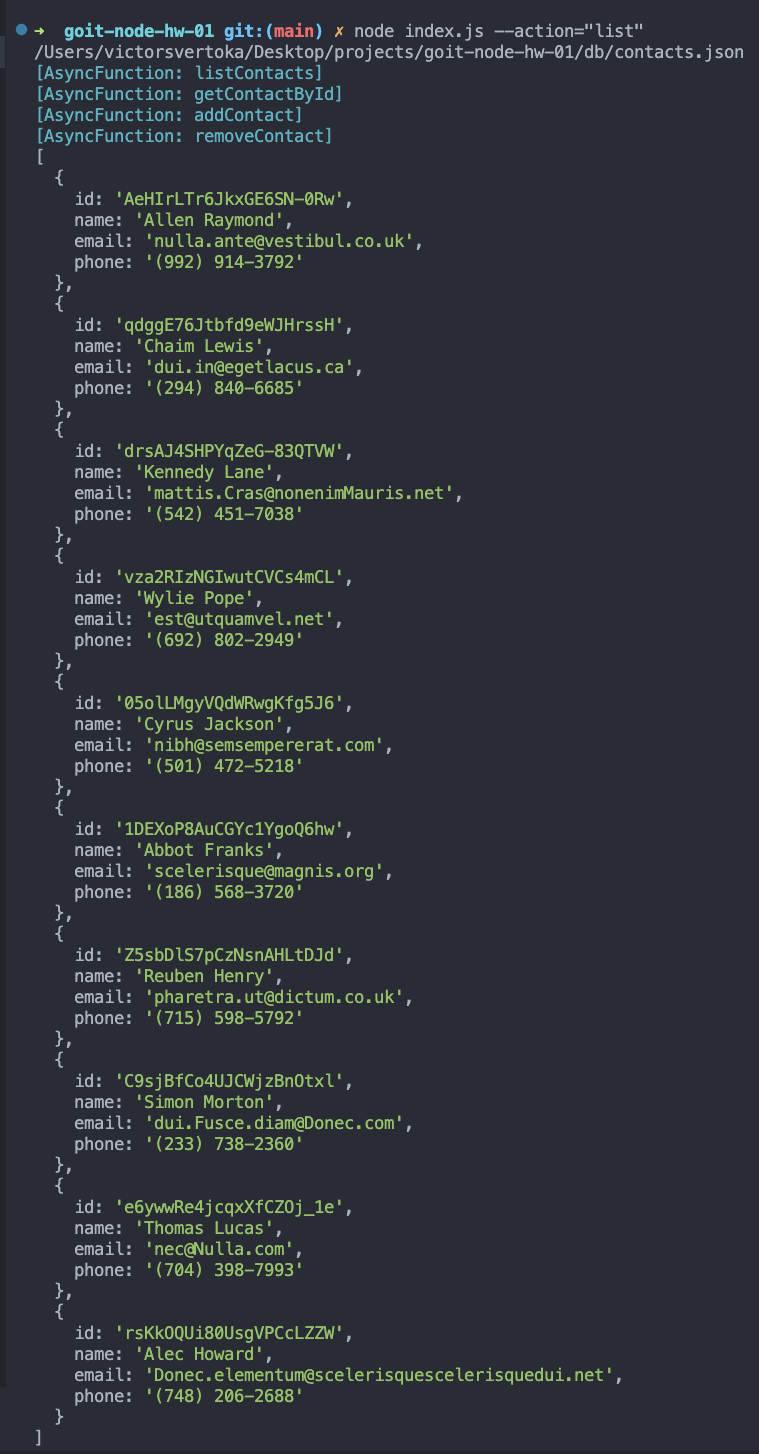 ➜  goit-node-hw-01 git:(main) ✗ node index.js --action="list"
/Users/victorsvertoka/Desktop/projects/goit-node-hw-01/db/contacts.json
[AsyncFunction: listContacts]
[AsyncFunction: getContactById]
[AsyncFunction: addContact]
[AsyncFunction: removeContact]
[
  {
    id: 'AeHIrLTr6JkxGE6SN-0Rw',
    name: 'Allen Raymond',
    email: 'nulla.ante@vestibul.co.uk',
    phone: '(992) 914-3792'
  },
  {
    id: 'qdggE76Jtbfd9eWJHrssH',
    name: 'Chaim Lewis',
    email: 'dui.in@egetlacus.ca',
    phone: '(294) 840-6685'
  },
  {
    id: 'drsAJ4SHPYqZeG-83QTVW',
    name: 'Kennedy Lane',
    email: 'mattis.Cras@nonenimMauris.net',
    phone: '(542) 451-7038'
  },
  {
    id: 'vza2RIzNGIwutCVCs4mCL',
    name: 'Wylie Pope',
    email: 'est@utquamvel.net',
    phone: '(692) 802-2949'
  },
  {
    id: '05olLMgyVQdWRwgKfg5J6',
    name: 'Cyrus Jackson',
    email: 'nibh@semsempererat.com',
    phone: '(501) 472-5218'
  },
  {
    id: '1DEXoP8AuCGYc1YgoQ6hw',
    name: 'Abbot Franks',
    email: 'scelerisque@magnis.org',
    phone: '(186) 568-3720'
  },
  {
    id: 'Z5sbDlS7pCzNsnAHLtDJd',
    name: 'Reuben Henry',
    email: 'pharetra.ut@dictum.co.uk',
    phone: '(715) 598-5792'
  },
  {
    id: 'C9sjBfCo4UJCWjzBnOtxl',
    name: 'Simon Morton',
    email: 'dui.Fusce.diam@Donec.com',
    phone: '(233) 738-2360'
  },
  {
    id: 'e6ywwRe4jcqxXfCZOj_1e',
    name: 'Thomas Lucas',
    email: 'nec@Nulla.com',
    phone: '(704) 398-7993'
  },
  {
    id: 'rsKkOQUi80UsgVPCcLZZW',
    name: 'Alec Howard',
    email: 'Donec.elementum@scelerisquescelerisquedui.net',
    phone: '(748) 206-2688'
  }
]